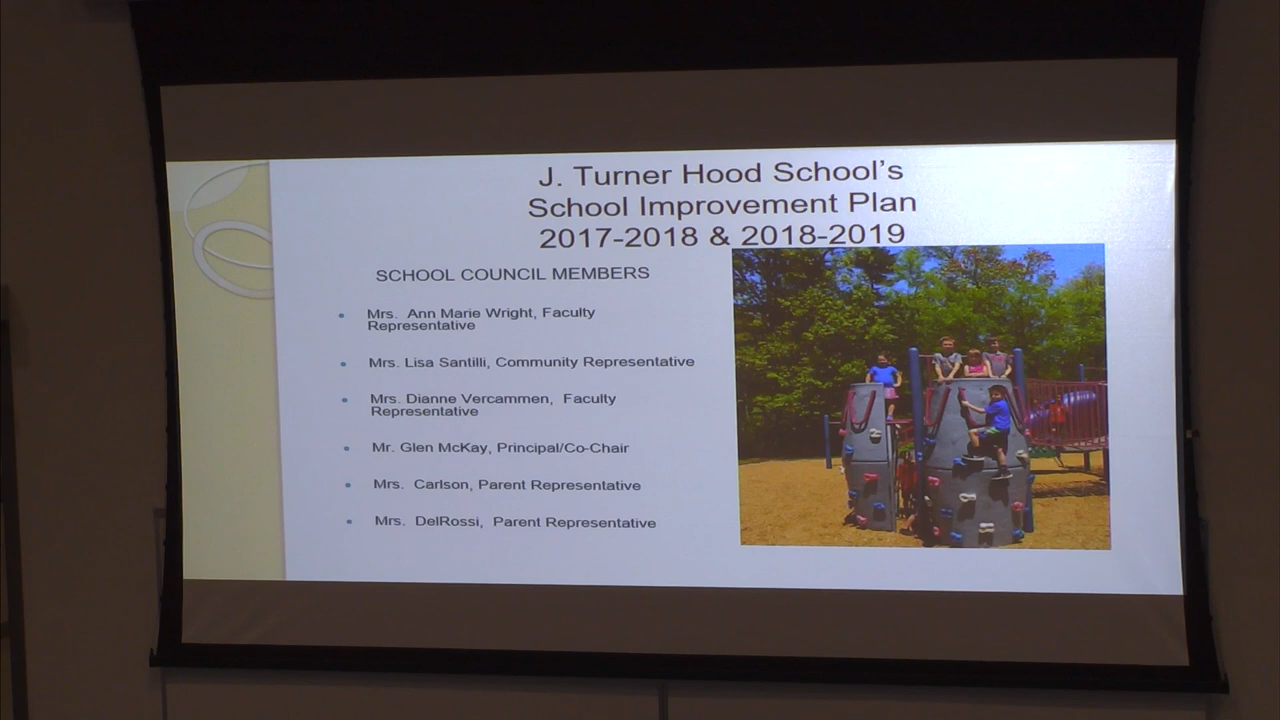 J. Turner Hood School's
School Improvement Plan
2017-2018 & 2018-2019
SCHOOL COUNCIL MEMBERS
Mrs. Ann Marie Wright, Faculty
Representative
Mrs. Lisa Santilli, Community Representative
Mrs. Dianne Vercammen, Faculty
Representative
Mr. Glen McKay, Principal/Co-Chair
Mrs. Carlson, Parent Representative
Mrs. DelRossi, Parent Representative